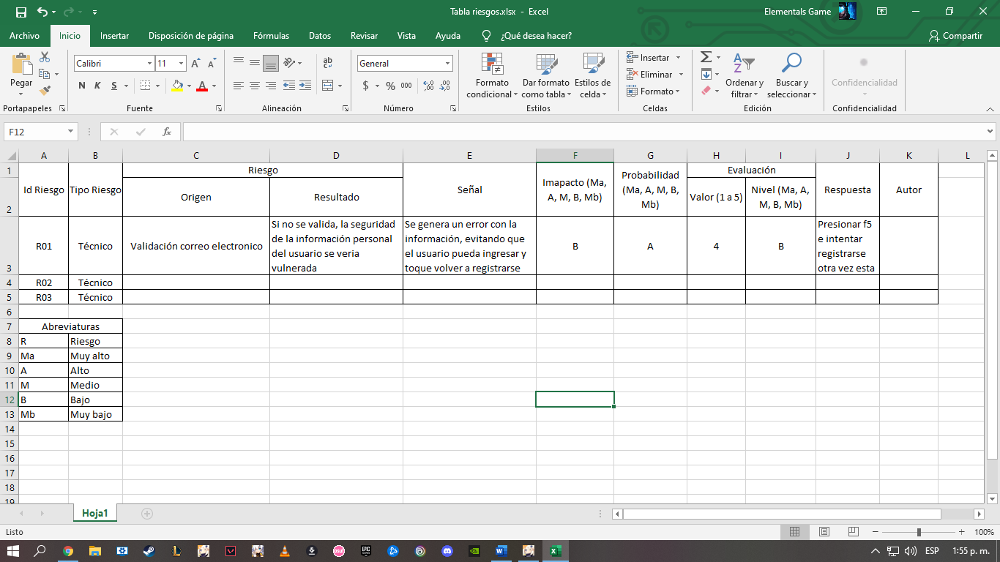 Tabla riesgos.xlsx - Excel
Elementals Game
Archivo Inicio Insertar Disposición de página Fórmulas Datos Revisar Vista Ayuda ¿Qué desea hacer? Compartir
Pegar
Calibri 11
N K S
General
$ % 000
Formato condicional
Dar formato como tabla
Estilos de celda
Insertar
Eliminar
Formato
Ordenar y filtrar
Buscar y seleccionar
Confidencialidad
Portapapeles Fuente Alineación Número Estilos Celdas Edición Confidencialidad
F12 fx
A B C D E F G H I J K L
1
2
Id Riesgo
Tipo Riesgo
Riesgo
Origen
Resultado
Señal
Imapacto (Ma,
A, M, B, Mb)
Probabilidad
(Ma, A, M, B,
Mb)
Evaluación
Valor (1 a 5)
Nivel (Ma, A,
M, B, Mb)
Respuesta
Autor
3
R01
Técnico
Validación correo electronico
Si no se valida, la seguridad
de la información personal
del usuario se veria
vulnerada
Se genera un error con la
información, evitando que
el usuario pueda ingresar y
toque volver a registrarse
B
A
4
B
Presionar f5
e intentar
registrarse
otra vez esta
4 R02 Técnico
5 R03 Técnico
6
7 Abreviaturas
8 R Riesgo
9 Ma Muy alto
10 A Alto
11 M Medio
12 B Bajo
13 Mb Muy bajo
14
15
16
17
18
19
Hoja1
Listo
100%
ESP 1:55 p. m.